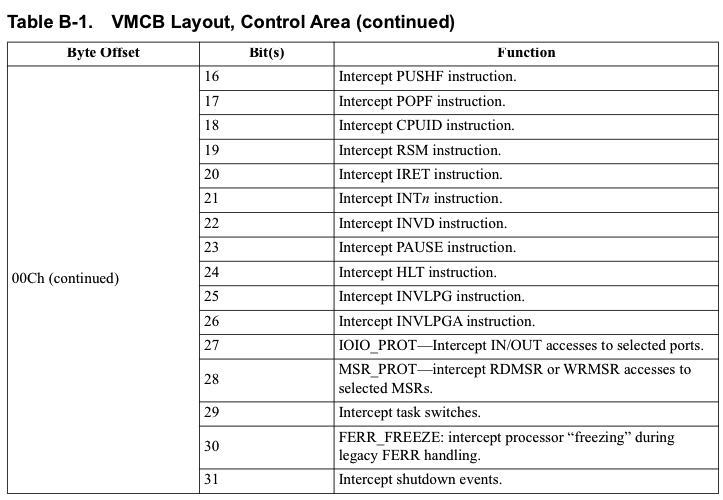 Table B-1. VMCB Layout, Control Area (continued)
Byte Offset Bit(s) Function
00Ch (continued)
16 Intercept PUSHF instruction.
17 Intercept POPF instruction.
18 Intercept CPUID instruction.
19 Intercept RSM instruction.
20 Intercept IRET instruction.
21 Intercept INTn instruction.
22 Intercept INVD instruction.
23 Intercept PAUSE instruction.
24 Intercept HLT instruction.
25 Intercept INVLPG instruction.
26 Intercept INVLPGA instruction.
27 IOIO_PROT—Intercept IN/OUT accesses to selected ports.
28 MSR_PROT—intercept RDMSR or WRMSR accesses to
selected MSRs.
29 Intercept task switches.
30 FERR_FREEZE: intercept processor “freezing” during
legacy FERR handling.
31 Intercept shutdown events.